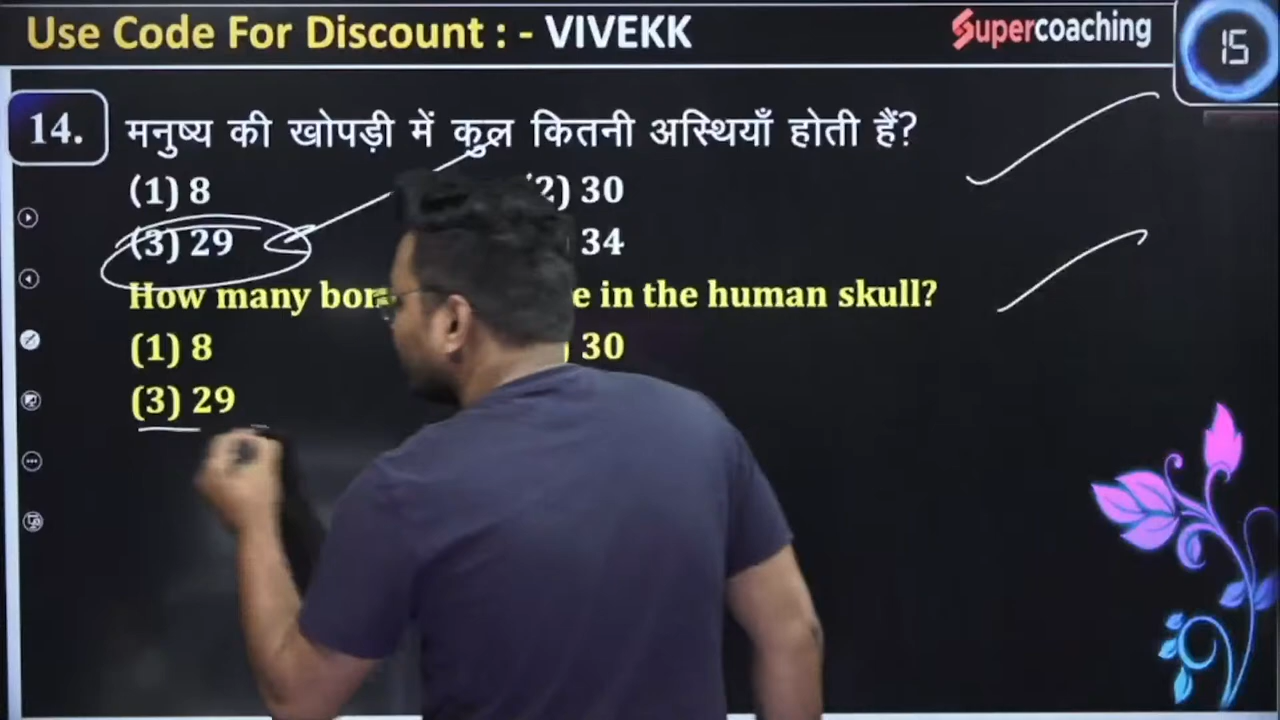 Use Code For Discount : - VIVEKK
Supercoaching
15
14. मनुष्य की खोपड़ी में कुल कितनी अस्थियाँ होती हैं?
(1) 8 2) 30
(3) 29 34
How many in the human skull?
(1) 8 ) 30
(3) 29